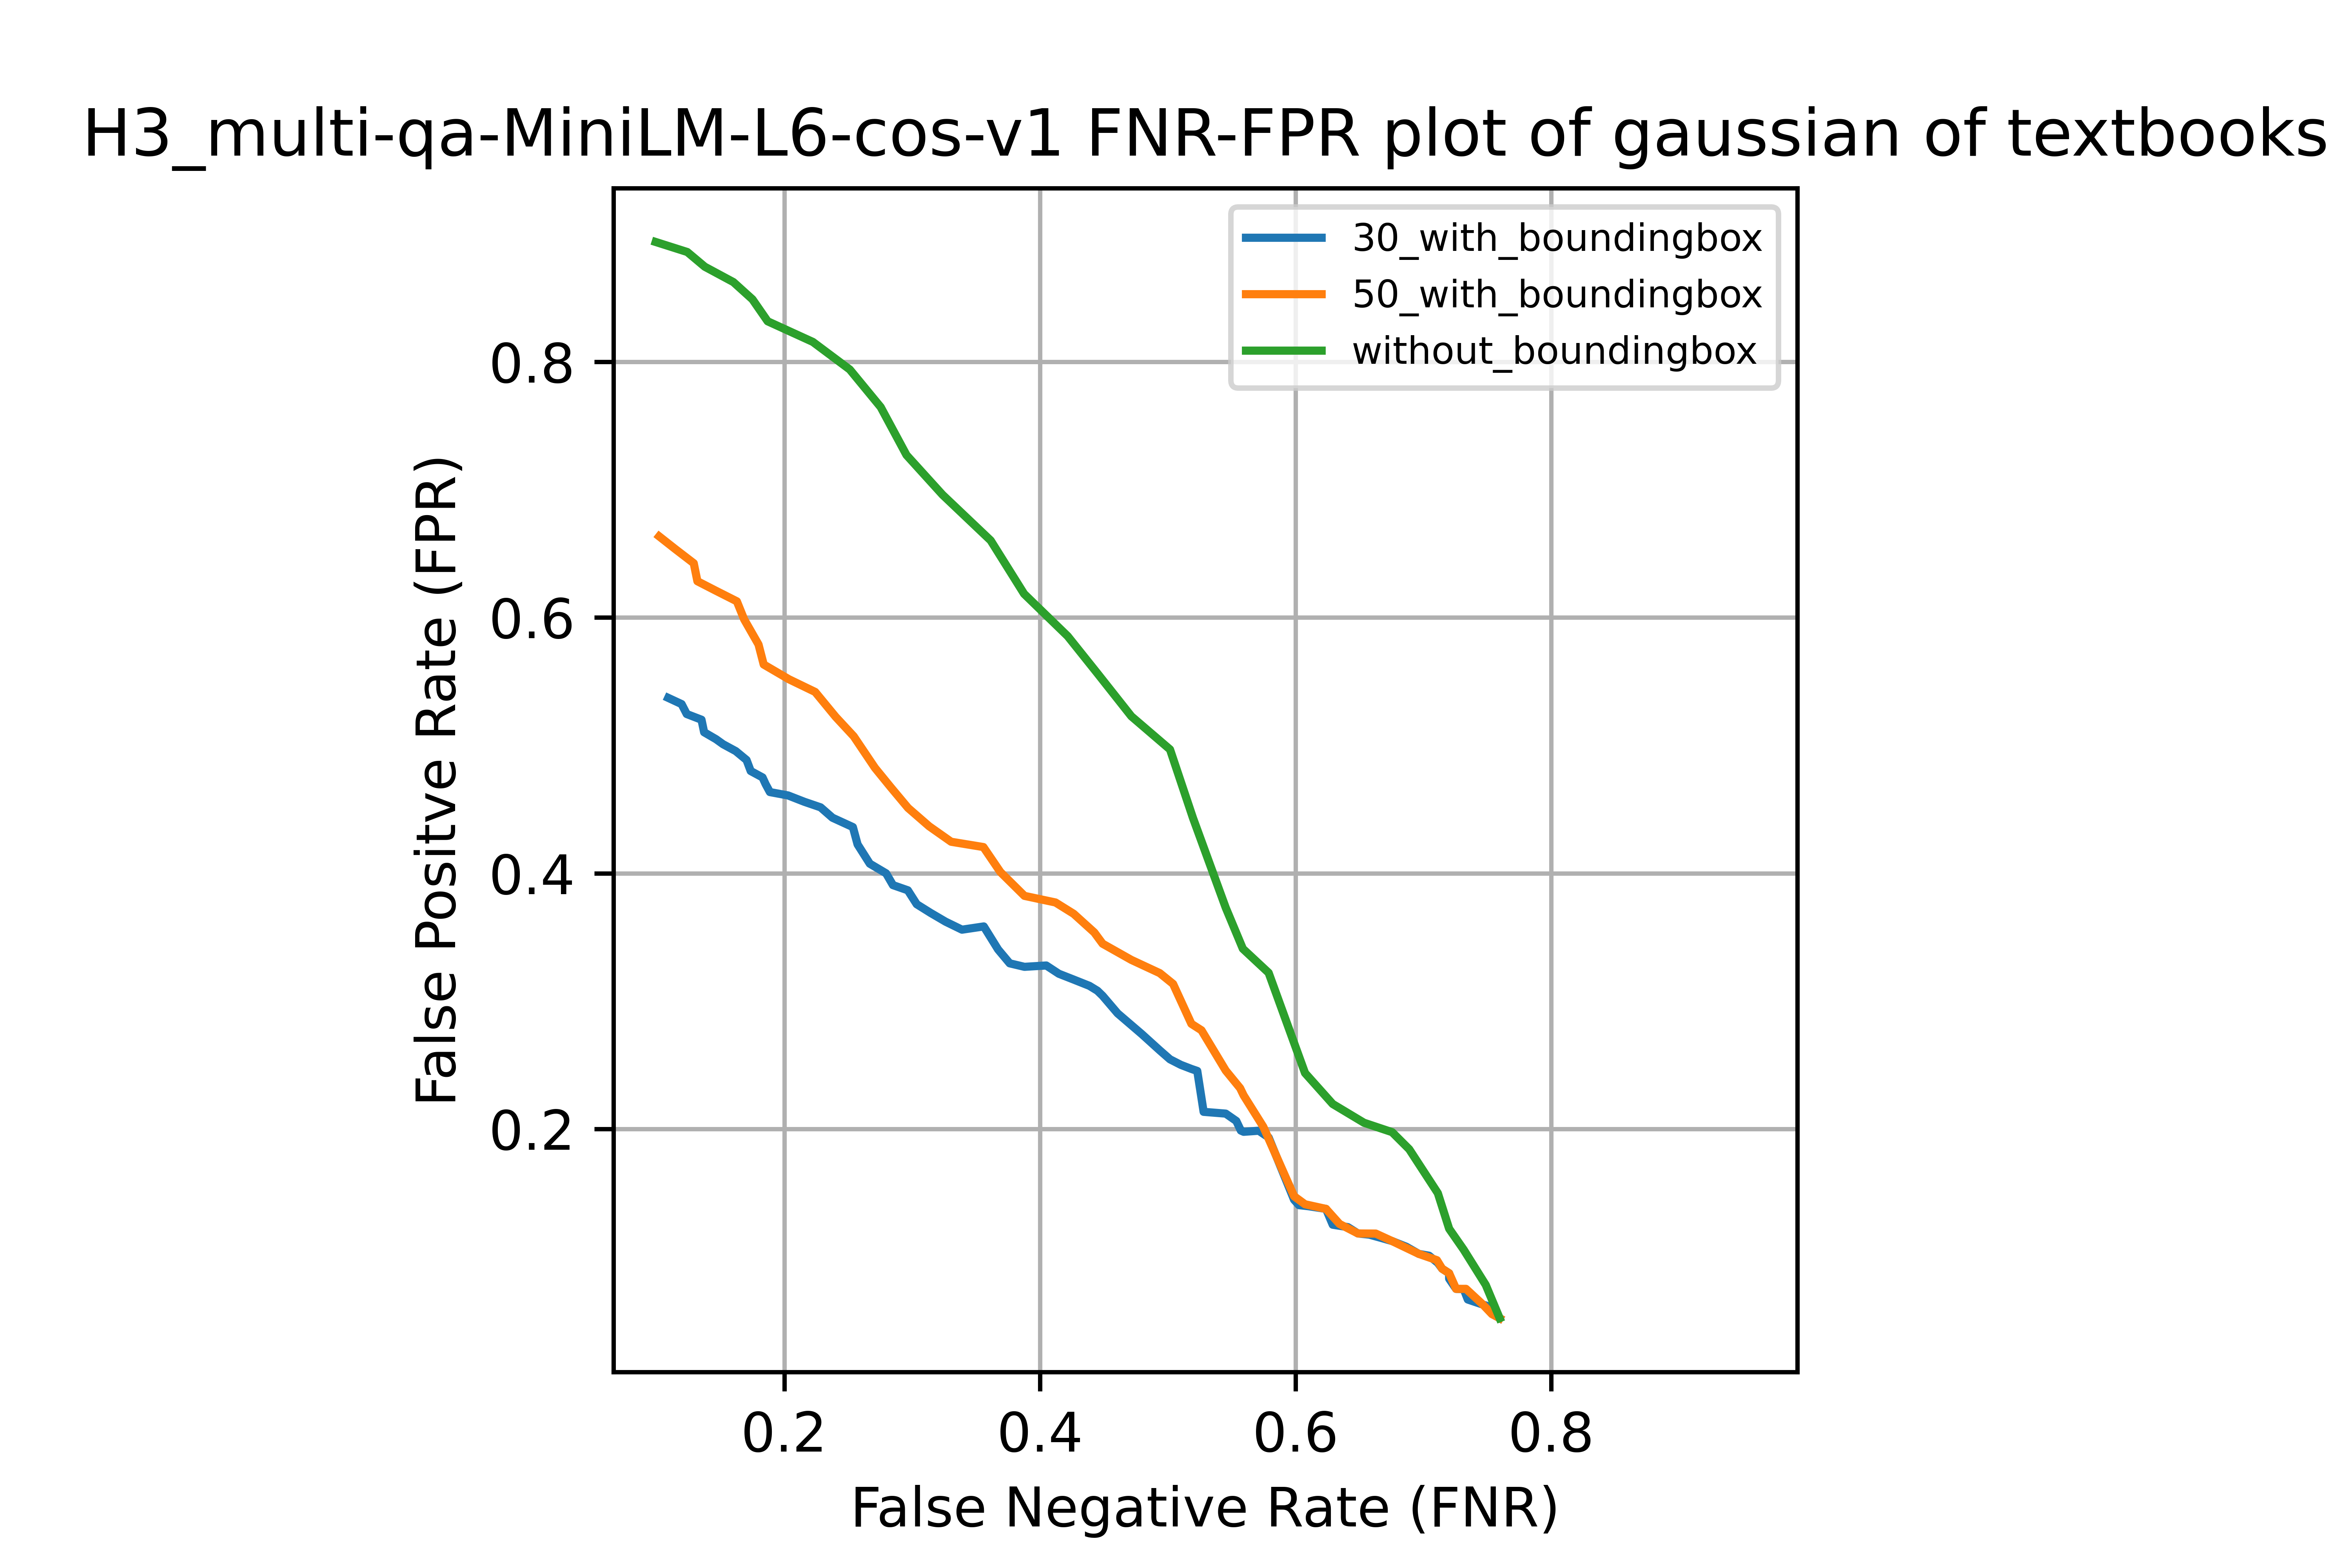 H3_multi-qa-MiniLM-L6-cos-v1 FNR-FPR plot of gaussian of textbooks
30_with_boundingbox
50_with_boundingbox
without_boundingbox
False Positve Rate (FPR)
0.8
0.6
0.4
0.2
0.2 0.4 0.6 0.8
False Negative Rate (FNR)